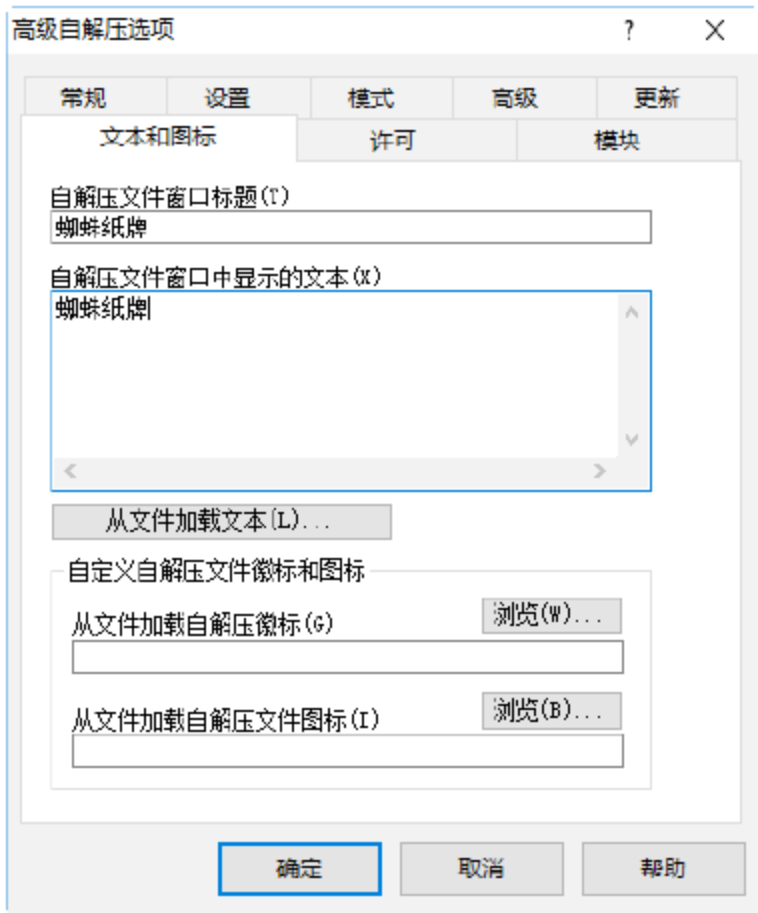 高级自解压选项 ?
常规 设置 模式 高级 更新
文本和图标 许可 模块
自解压文件窗口标题(T)
蜘蛛纸牌
自解压文件窗口中显示的文本(X)
蜘蛛纸牌
从文件加载文本(L)...
自定义自解压文件徽标和图标
从文件加载自解压徽标(G) 浏览(W)...
从文件加载自解压文件图标(I) 浏览(B)...
确定 取消 帮助